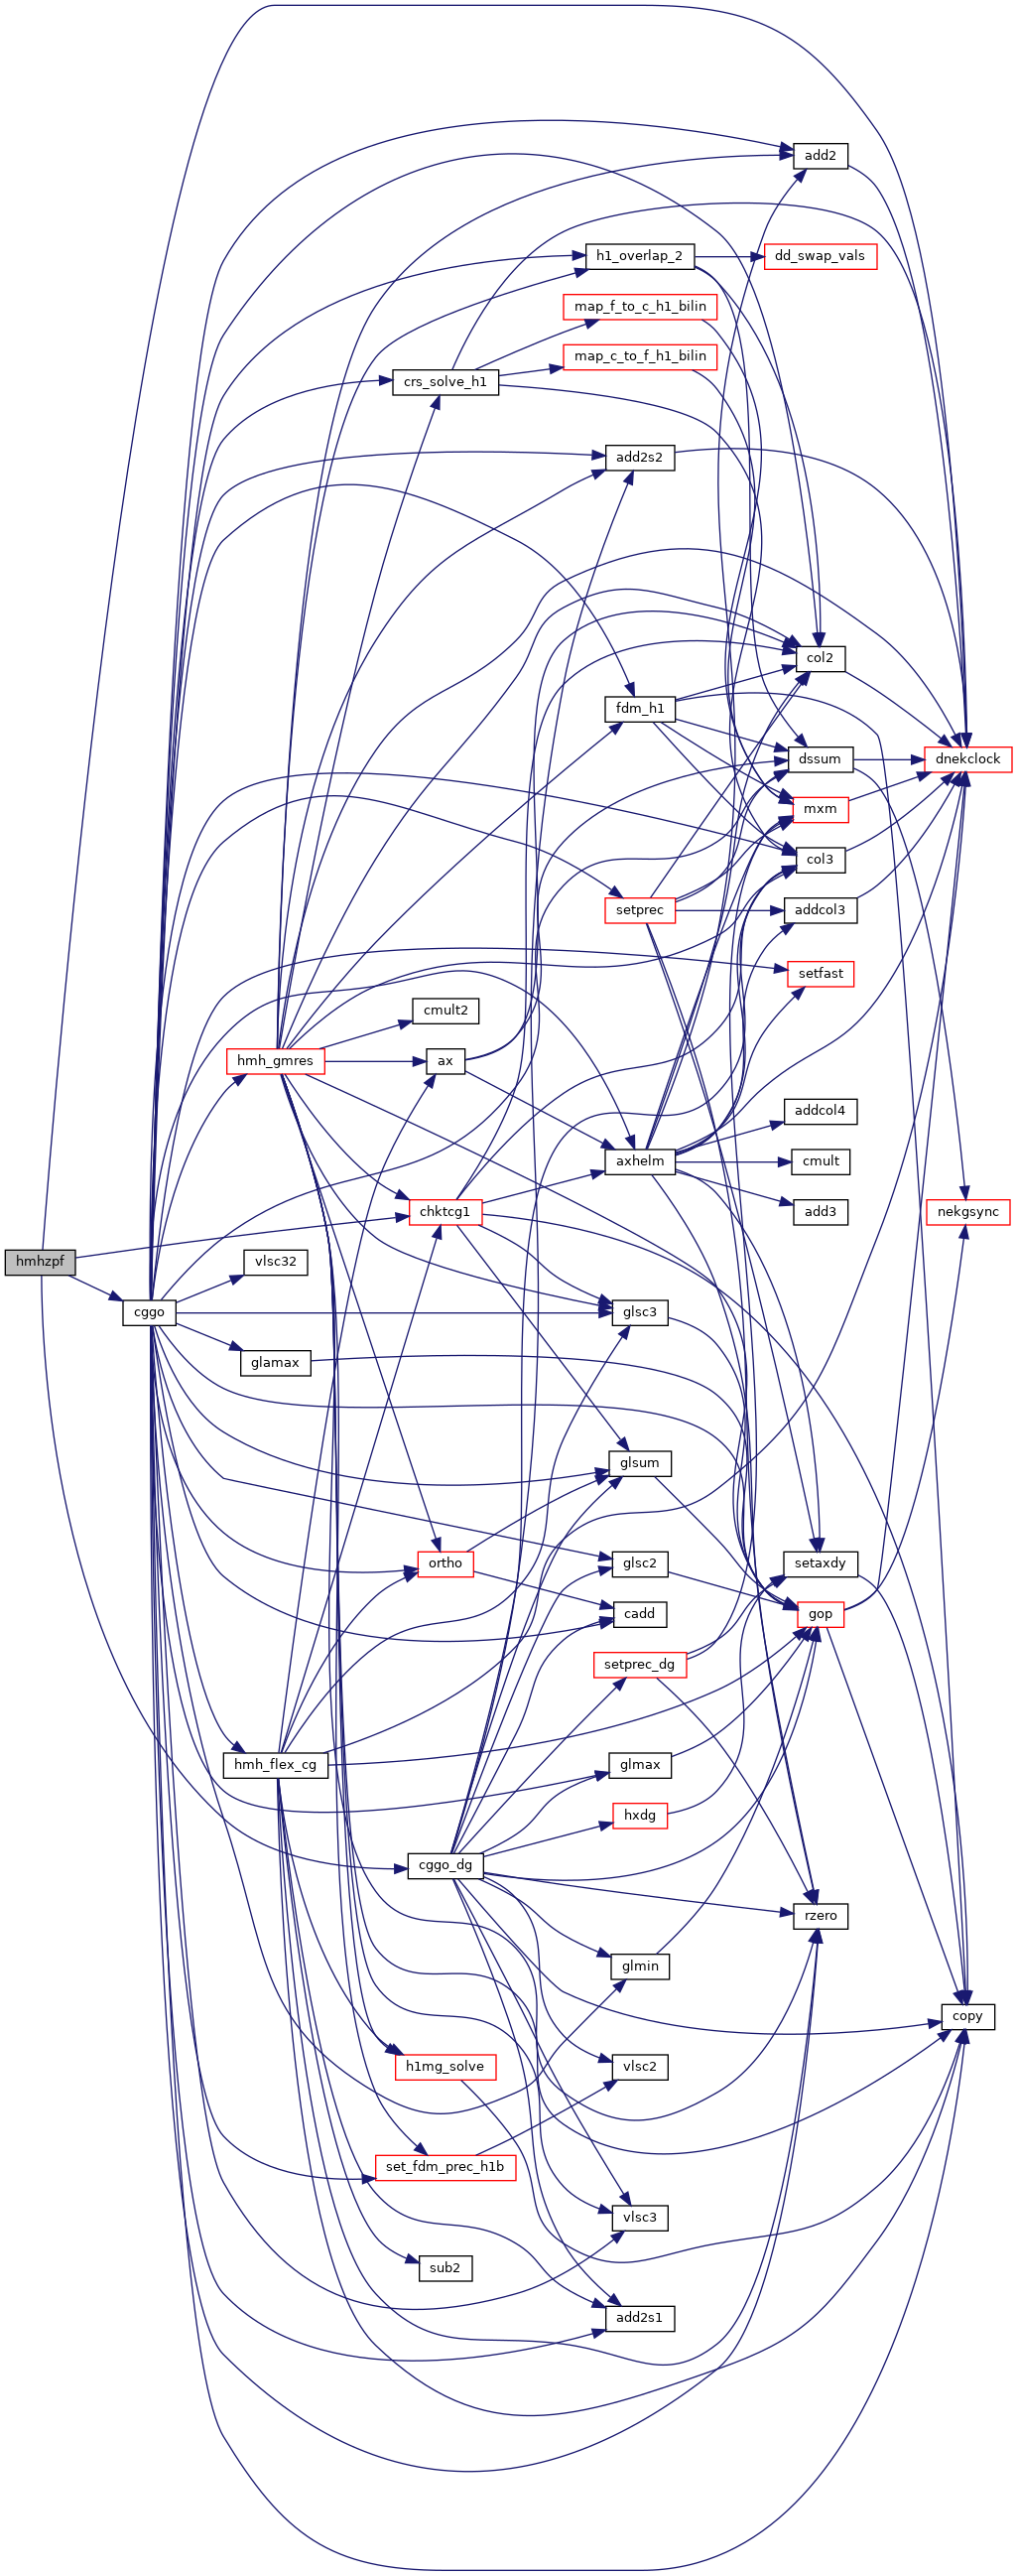 add2
h1_overlap_2
dd_swap_vals
map_f_to_c_h1_bilin
map_c_to_f_h1_bilin
crs_solve_h1
add2s2
col2
fdm_h1
dssum
dnekclock
mxm
col3
setprec
addcol3
setfast
cmult2
hmh_gmres
ax
addcol4
axhelm
cmult
chktcg1
add3
nekgsync
hmhzpf
vlsc32
cggo
glsc3
glamax
glsum
ortho
glsc2
setaxdy
cadd
gop
setprec_dg
hmh_flex_cg
glmax
hxdg
cggo_dg
rzero
glmin
copy
h1mg_solve
vlsc2
set_fdm_prec_h1b
vlsc3
sub2
add2s1